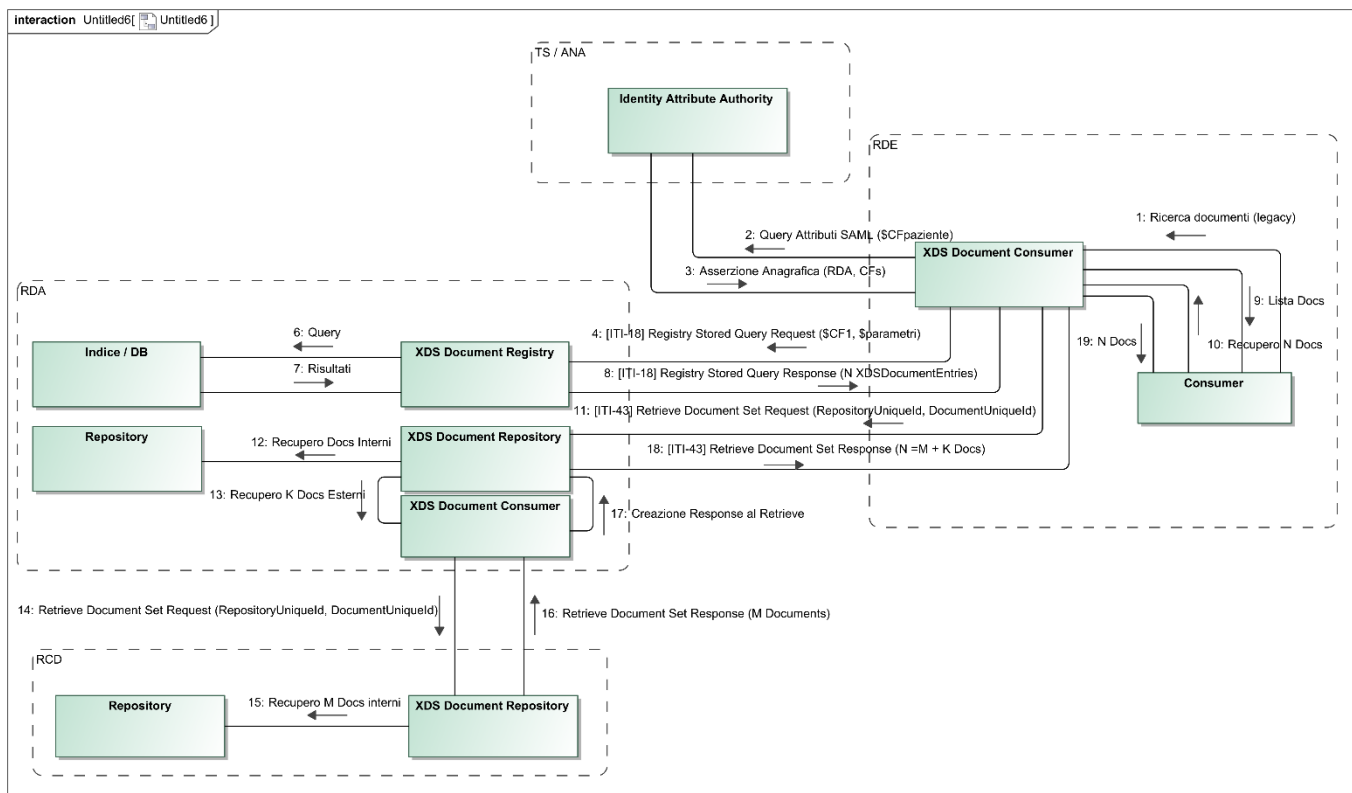 interaction Untitled6[ Untitled6 ]
TS / ANA
Identity Attribute Authority
RDE
1: Ricerca documenti (legacy)
2: Query Attributi SAML ($CFpaziente)
XDS Document Consumer
3: Asserzione Anagrafica (RDA, CFs)
RDA
9: Lista Docs
6: Query
4: [ITI-18] Registry Stored Query Request ($CF1, $parametri)
19: N Docs
10: Recupero N Docs
Indice / DB
XDS Document Registry
7: Risultati
8: [ITI-18] Registry Stored Query Response (N XDSDocumentEntries)
Consumer
11: [ITI-43] Retrieve Document Set Request (RepositoryUniqueId, DocumentUniqueId)
Repository
12: Recupero Docs Interni
XDS Document Repository
18: [ITI-43] Retrieve Document Set Response (N =M + K Docs)
13: Recupero K Docs Esterni
XDS Document Consumer
17: Creazione Response al Retrieve
14: Retrieve Document Set Request (RepositoryUniqueId, DocumentUniqueId)
16: Retrieve Document Set Response (M Documents)
RCD
Repository
15: Recupero M Docs interni
XDS Document Repository